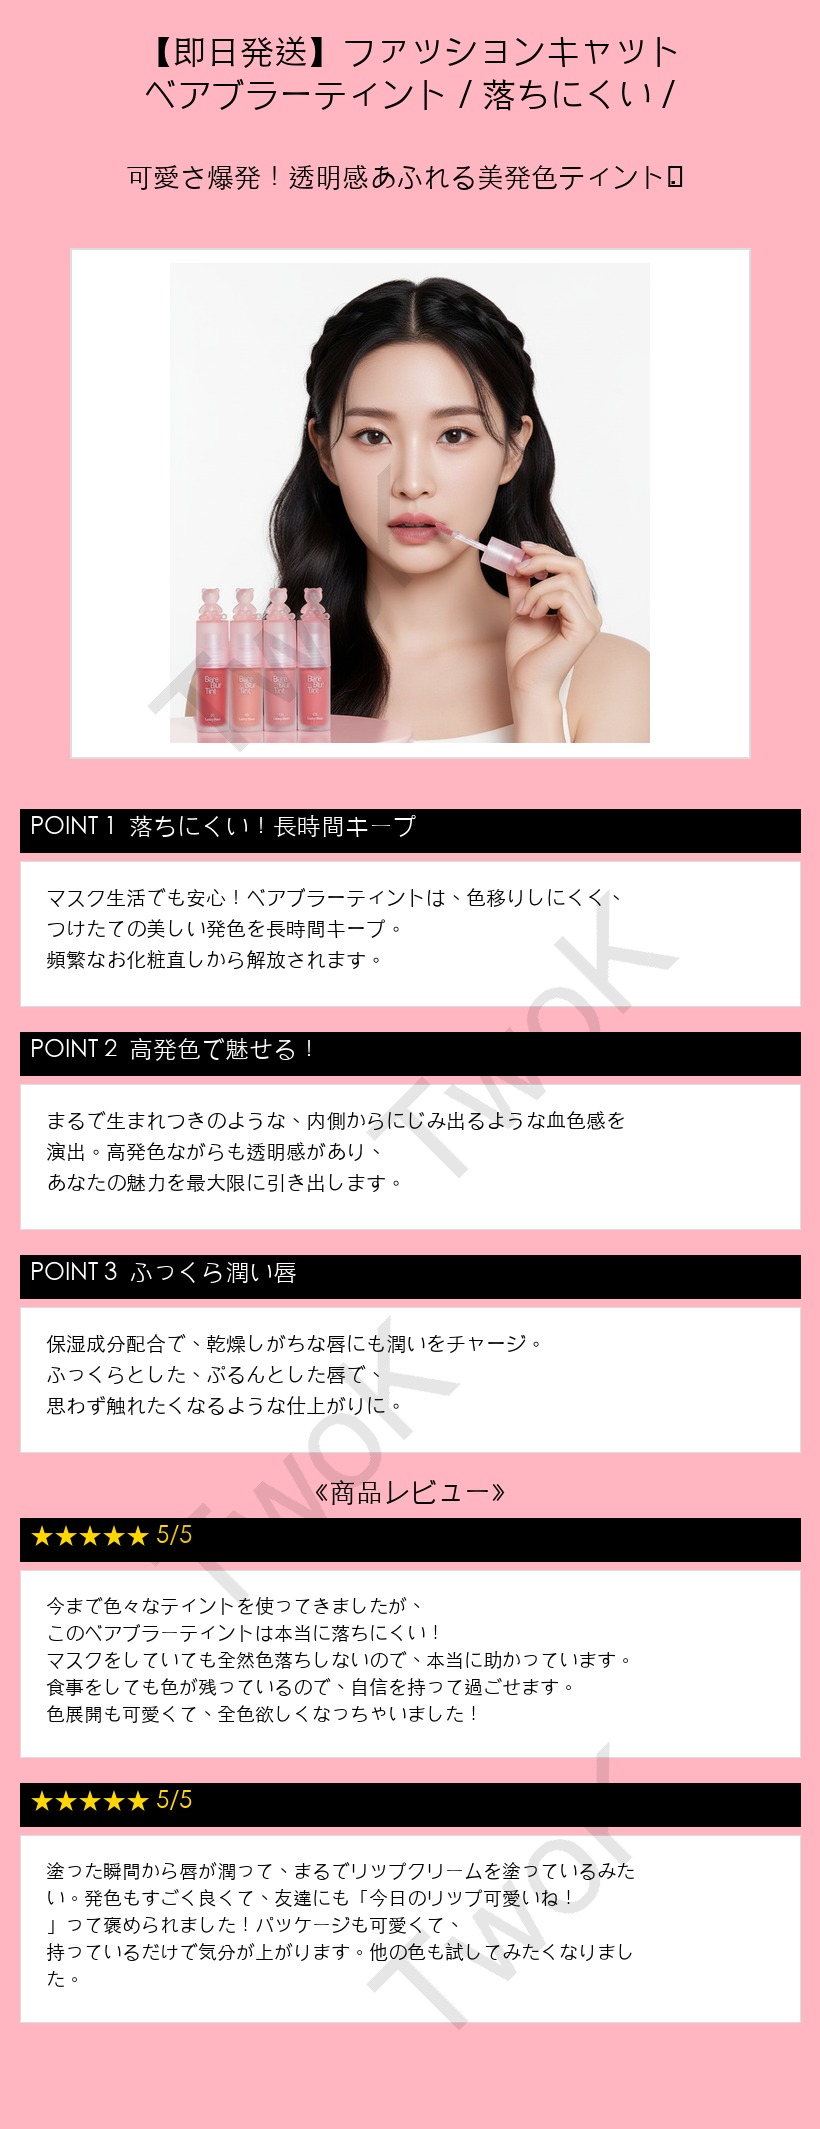 【即日発送】ファッションキャット
ベアブラーティント / 落ちにくい /
可愛さ爆発！透明感あふれる美発色ティント
Bare Blur Tint
Bare Blur Tint
Bare Blur Tint
Bare Blur Tint
POINT 1 落ちにくい！長時間キープ
マスク生活でも安心！ベアブラーティントは、色移りしにくく、
つけたての美しい発色を長時間キープ。
頻繁なお化粧直しから解放されます。
POINT 2 高発色で魅せる！
まるで生まれつきのような、内側からにじみ出るような血色感を
演出。高発色ながらも透明感があり、
あなたの魅力を最大限に引き出します。
POINT 3 ふっくら潤い唇
保湿成分配合で、乾燥しがちな唇にも潤いをチャージ。
ふっくらとした、ぷるんとした唇で、
思わず触れたくなるような仕上がりに。
《商品レビュー》
★★★★★ 5/5
今まで色々なティントを使ってきましたが、
このベアブラーティントは本当に落ちにくい！
マスクをしていても全然色落ちしないので、本当に助かっています。
食事をしても色が残っているので、自信を持って過ごせます。
色展開も可愛くて、全色欲しくなっちゃいました！
★★★★★ 5/5
塗った瞬間から唇が潤って、まるでリップクリームを塗っているみた
い。発色もすごく良くて、友達にも「今日のリップ可愛いね！
」って褒められました！パッケージも可愛くて、
持っているだけで気分が上がります。他の色も試してみたくなりまし
た。
TwoK
TwoK
TwoK